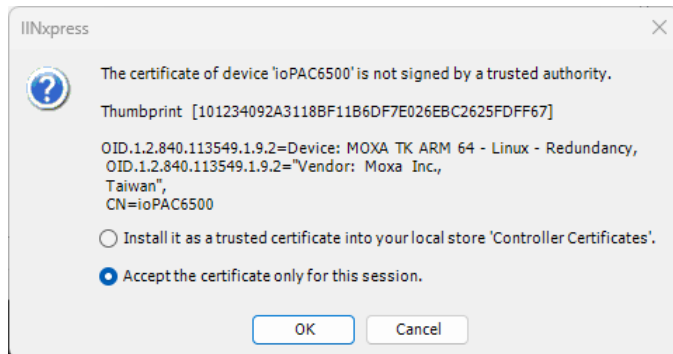 IINxpress
The certificate of device 'ioPAC6500' is not signed by a trusted authority.
Thumbprint [101234092A3118BF11B6DF7E026EBC2625FDFF67]
OID.1.2.840.113549.1.9.2=Device: MOXA TK ARM 64 - Linux - Redundancy,
OID.1.2.840.113549.1.9.2="Vendor: Moxa Inc.,
Taiwan",
CN=ioPAC6500
Install it as a trusted certificate into your local store 'Controller Certificates'.
Accept the certificate only for this session.
OK
Cancel